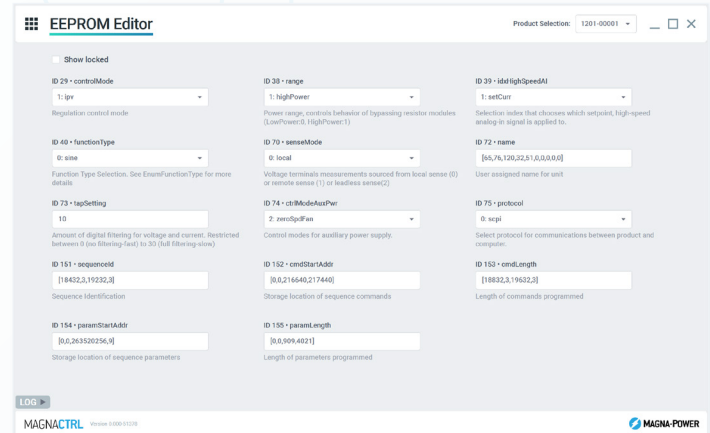 EEPROM Editor
Product Selection: 1201-00001
Show locked
ID 29 • controlMode
1: ipv
Regulation control mode
ID 38 • range
1: highPower
Power range, controls behavior of bypassing resistor modules
(LowPower:0. HighPower:1)
ID 39 • idxHighSpeedAI
1: setCurr
Selection index that chooses which setpoint, high-speed
analog-in signal is applied to.
ID 40 • functionType
0: sine
Function Type Selection. See EnumFunctionType for more
details
ID 70 • senseMode
0: local
Voltage terminals measurements sourced from local sense (0)
or remote sense (1) or leadless sense(2)
ID 72 • name
[65,76,120,32,51,0,0,0,0,0]
User assigned name for unit
ID 73 • tapSetting
10
Amount of digital filtering for voltage and current. Restricted
between 0 (no filtering-fast) to 30 (full filtering-slow)
ID 74 • ctrlModeAuxPwr
2: zeroSpdFan
Control modes for auxiliary power supply.
ID 75 • protocol
0: scpi
Select protocol for communications between product and
computer.
ID 151 • sequenceId
[18432,3,19232,3]
Sequence Identification
ID 152 • cmdStartAddr
[0,0,216640,217440]
Storage location of sequence commands
ID 153 • cmdLength
[18832,3,19632,3]
Length of commands programmed
ID 154 • paramStartAddr
[0,0,263520256,9]
Storage location of sequence parameters
ID 155 • paramLength
[0,0,909,4021]
Length of parameters programmed
LOG
MAGNACTRL Version
MAGNA-POWER